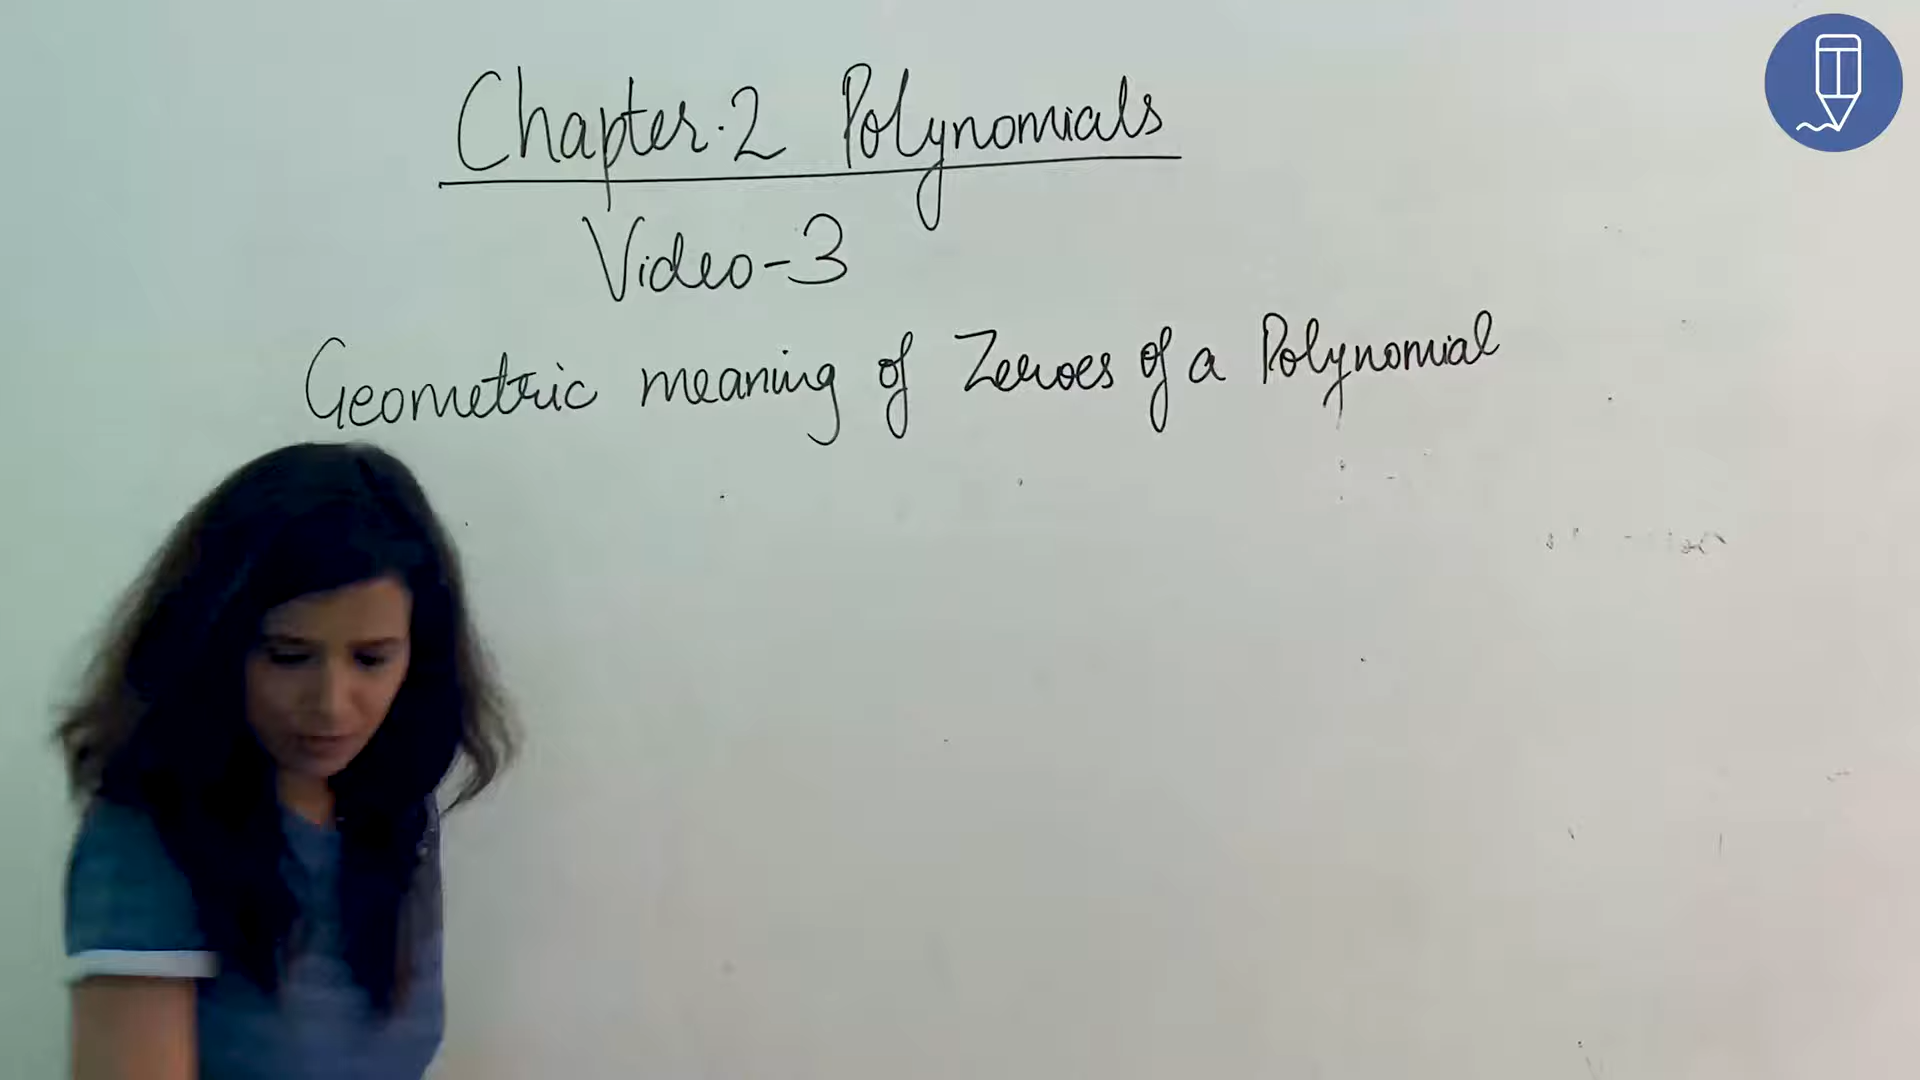 Chapter.2 Polynomials
Video-3
Geometric meaning of Zeroes of a Polynomial